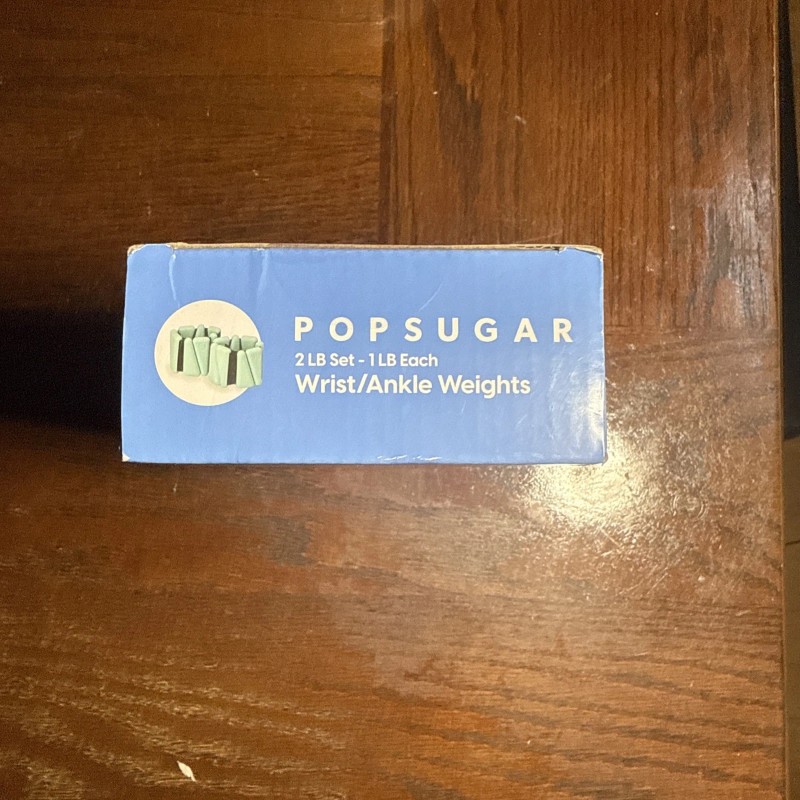 POPSUGAR
2 LB Set - 1 LB Each
Wrist/Ankle Weights